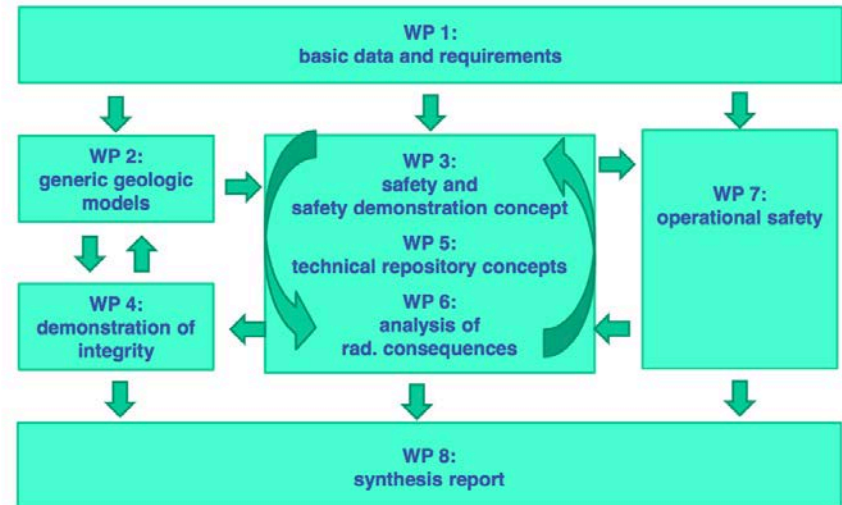 WP 1:
basic data and requirements
WP 2:
generic geologic
models
WP 3:
safety and
safety demonstration concept
WP 5:
technical repository concepts
WP 6:
analysis of
rad. consequences
WP 7:
operational safety
WP 4:
demonstration of
integrity
WP 8:
synthesis report